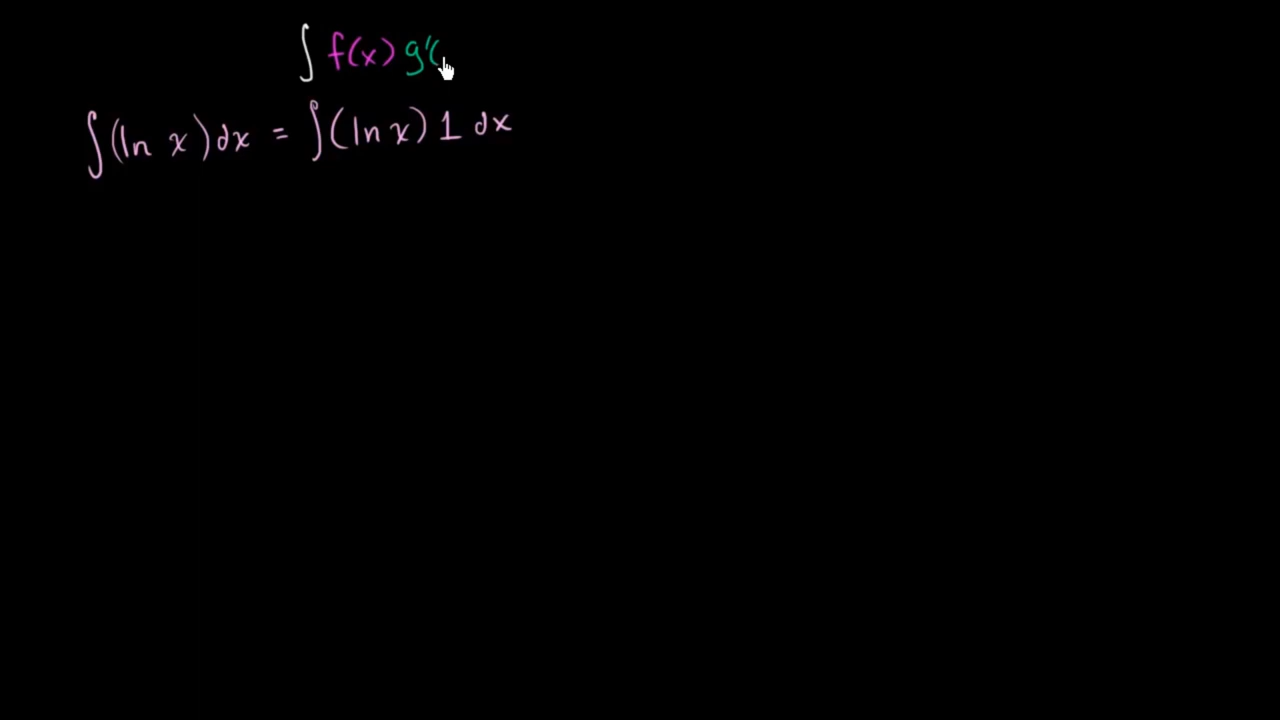 ∫ f(x) g'(
∫(ln x)dx = ∫(ln x) 1 dx